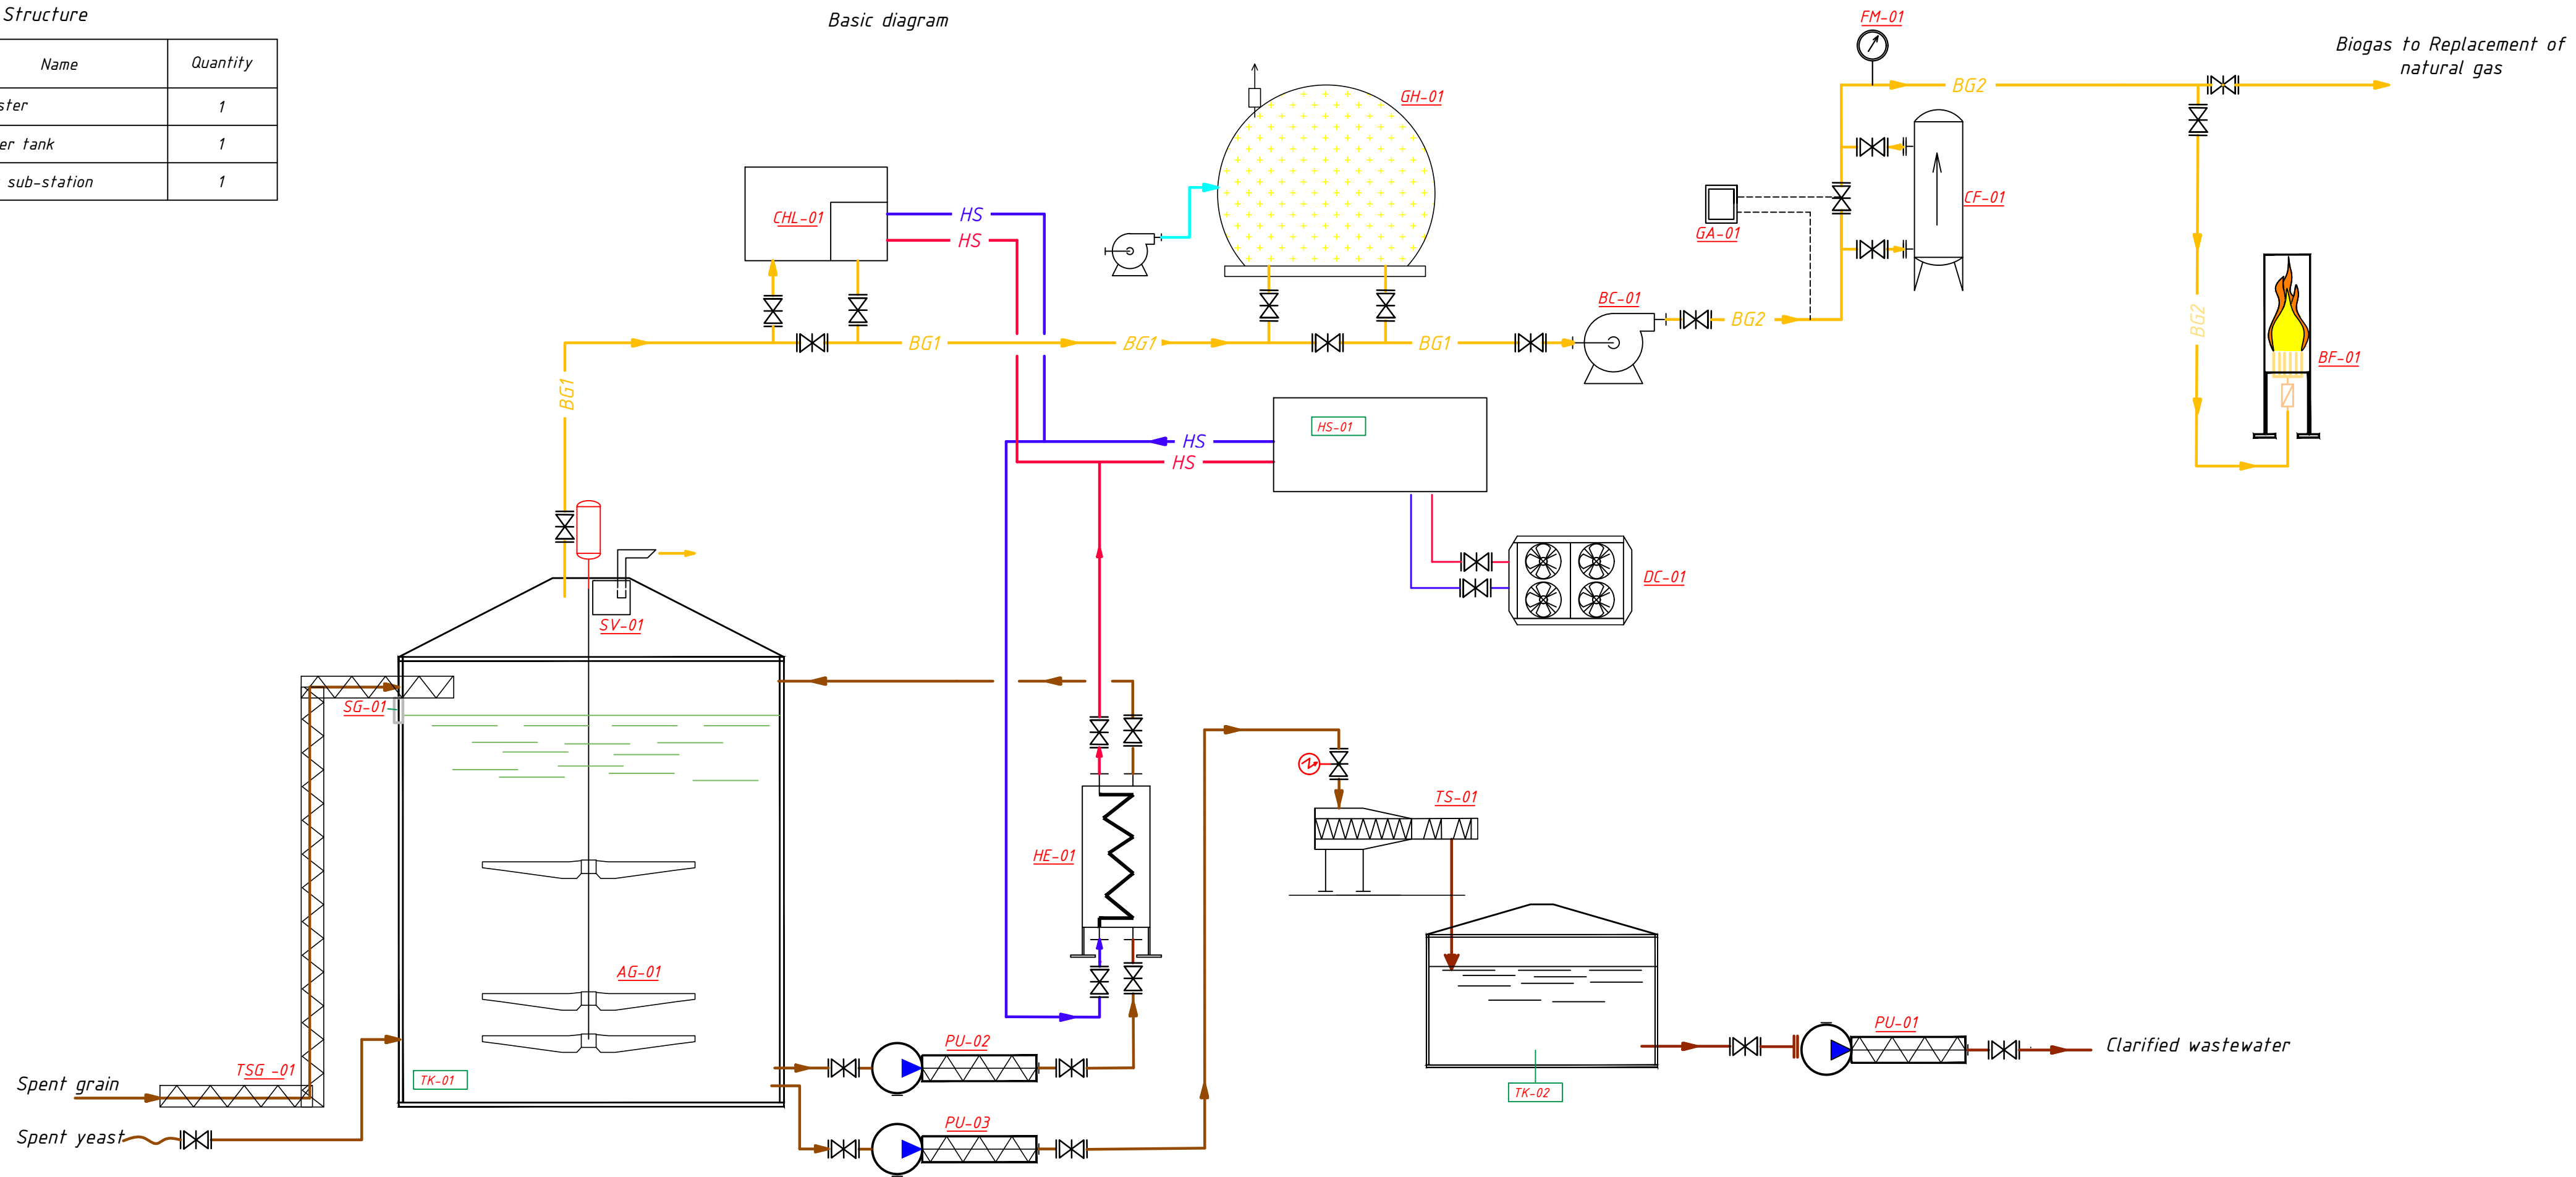 Structure
Basic diagram
Name
Quantity
ster
1
er tank
1
sub-station
1
FM-01
Biogas to Replacement of
natural gas
BG2
GH-01
CHL-01
HS
HS
GA-01
CF-01
BC-01
BG2
BG1
BG1
BG1
BG1
BG2
BF-01
HS-01
HS
HS
DC-01
SV-01
SG-01
TS-01
HE-01
AG-01
PU-01
PU-02
Clarified wastewater
TSG -01
TK-01
Spent grain
TK-02
PU-03
Spent yeast